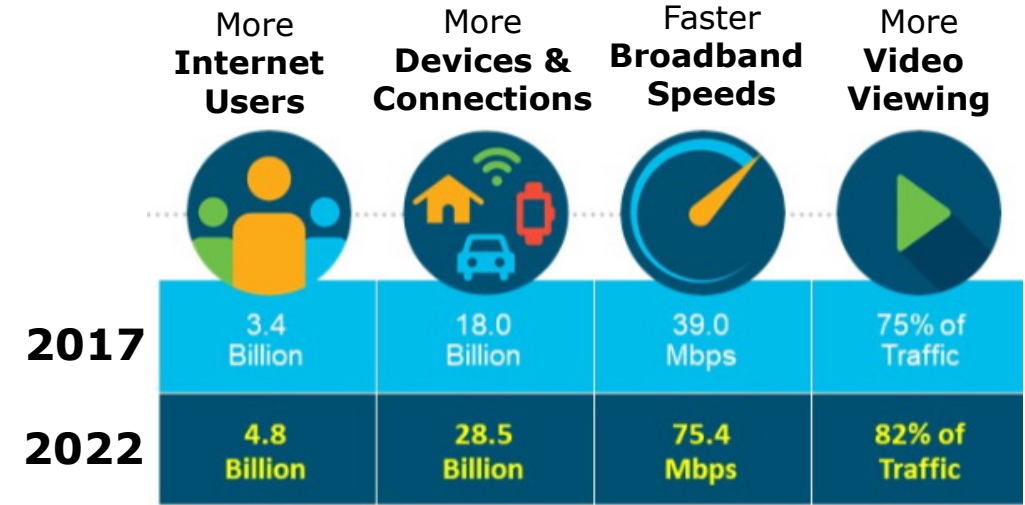 More
Internet
Users
More
Devices &
Connections
Faster
Broadband
Speeds
More
Video
Viewing
2017
3.4
Billion
18.0
Billion
39.0
Mbps
75% of
Traffic
2022
4.8
Billion
28.5
Billion
75.4
Mbps
82% of
Traffic